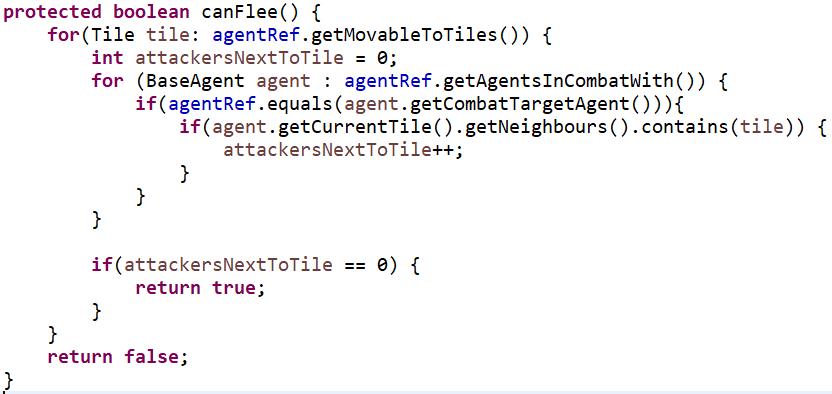 protected boolean canFlee() {
    for(Tile tile: agentRef.getMovableToTiles()) {
        int attackersNextToTile = 0;
        for (BaseAgent agent : agentRef.getAgentsInCombatWith()) {
            if(agentRef.equals(agent.getCombatTargetAgent())){
                if(agent.getCurrentTile().getNeighbours().contains(tile)) {
                    attackersNextToTile++;
                }
            }
        }

        if(attackersNextToTile == 0) {
            return true;
        }
    }
    return false;
}